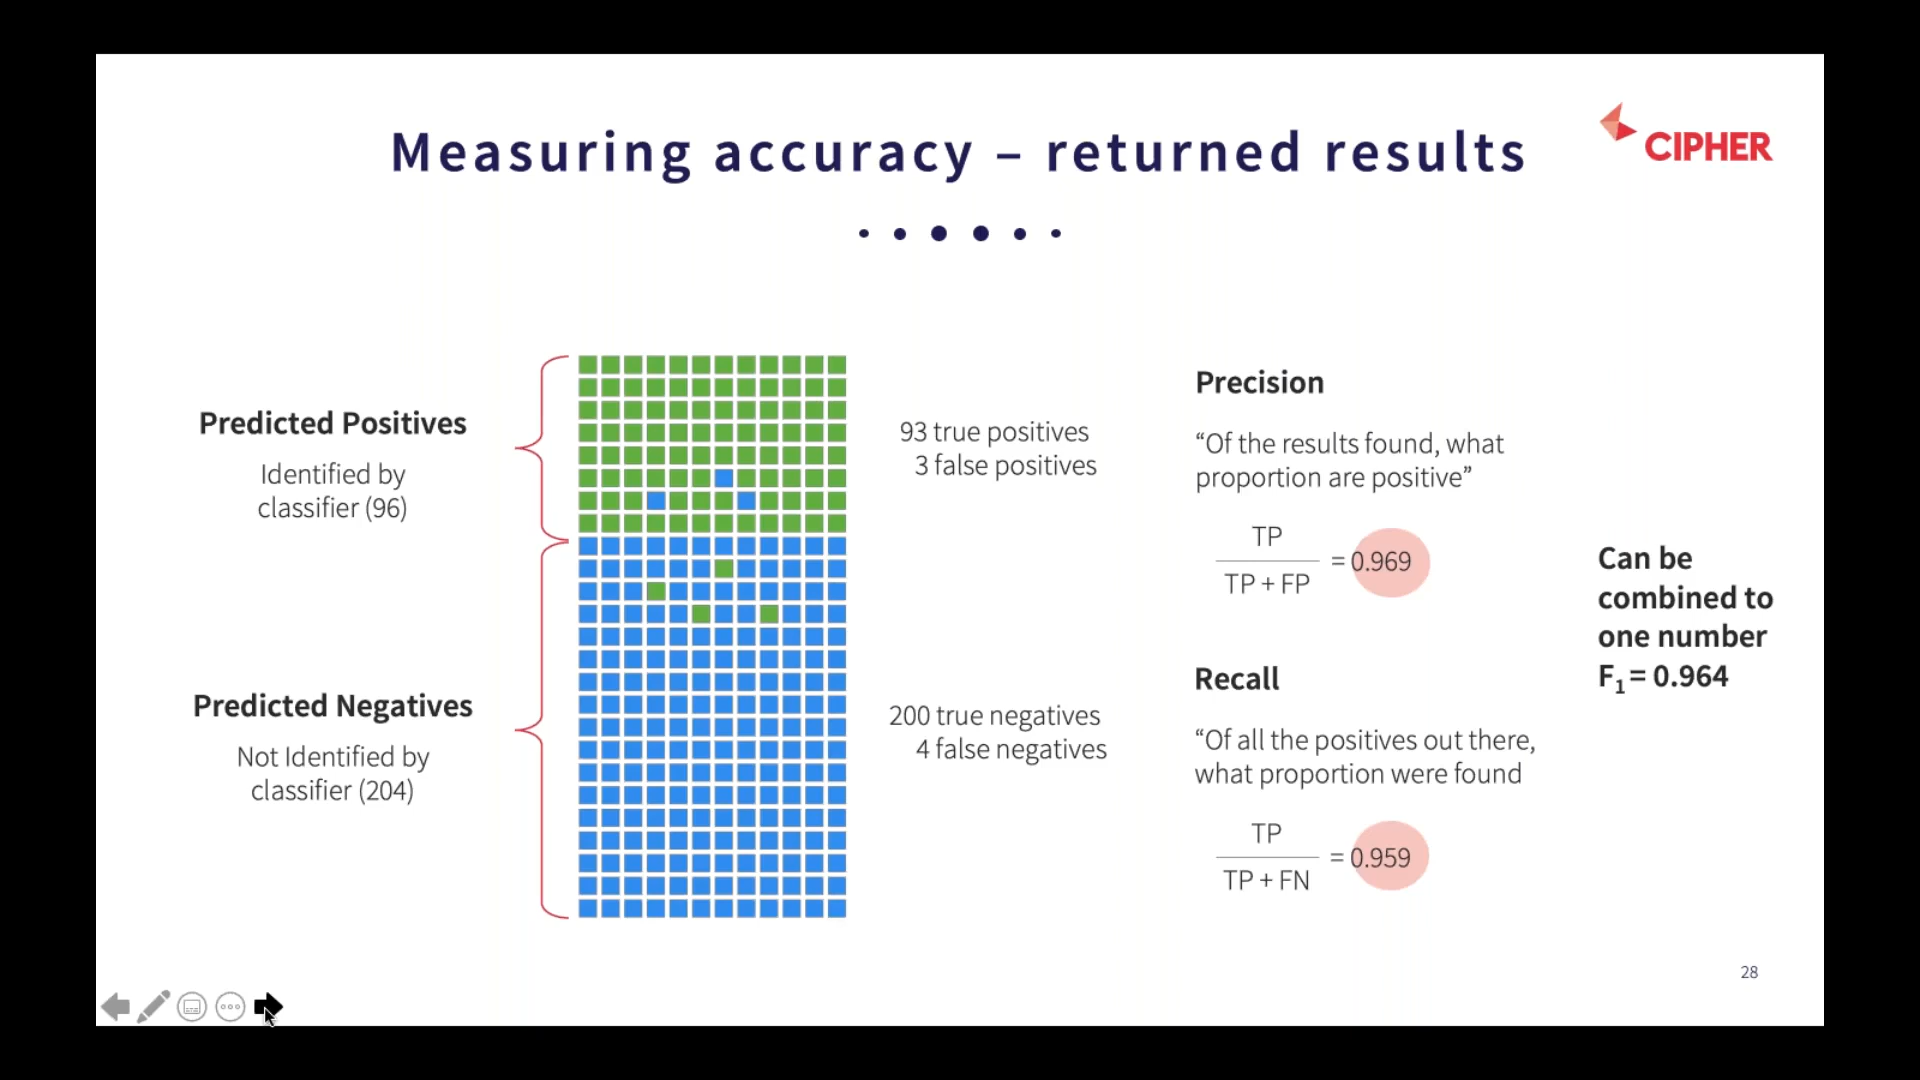 Measuring accuracy – returned results
CIPHER
Predicted Positives
Identified by
classifier (96)
93 true positives
3 false positives
Predicted Negatives
Not Identified by
classifier (204)
200 true negatives
4 false negatives
Precision
“Of the results found, what
proportion are positive”
TP
TP + FP
= 0.969
Recall
“Of all the positives out there,
what proportion were found
TP
TP + FN
= 0.959
Can be
combined to
one number
F₁ = 0.964
28